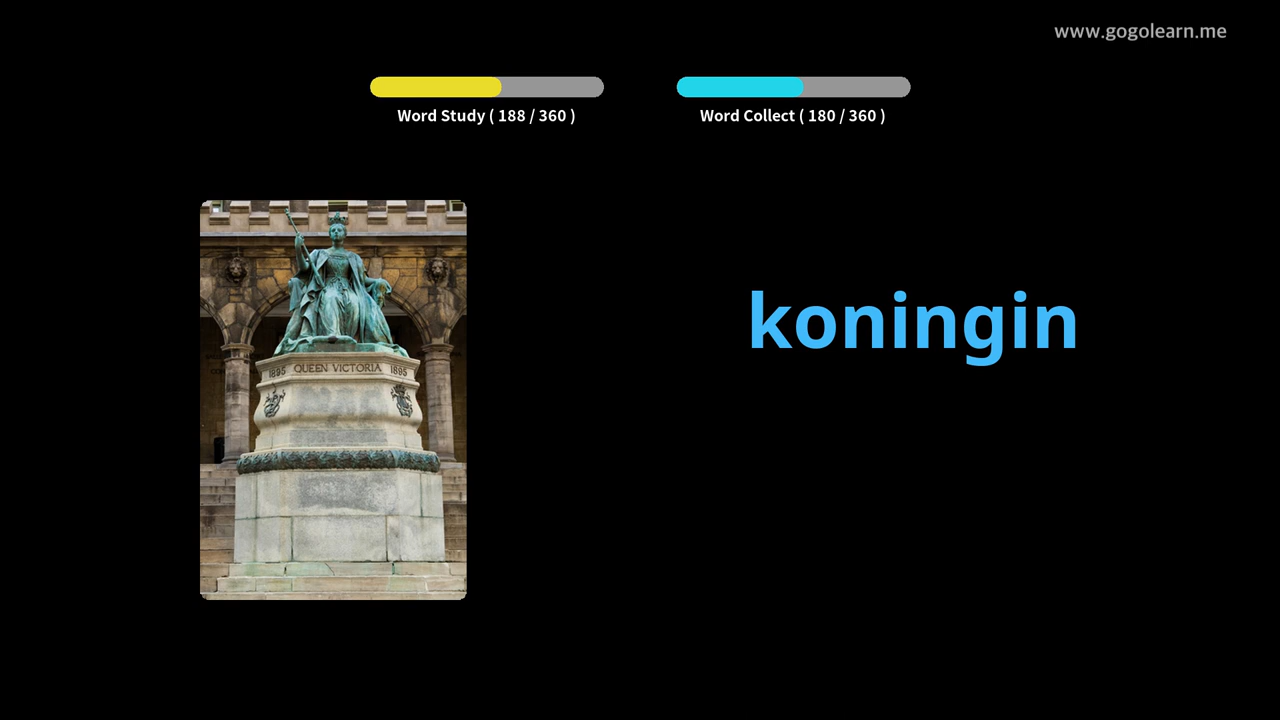 www.gogolearn.me
Word Study ( 188 / 360 )
Word Collect ( 180 / 360 )
koningin
1895 QUEEN VICTORIA 1895